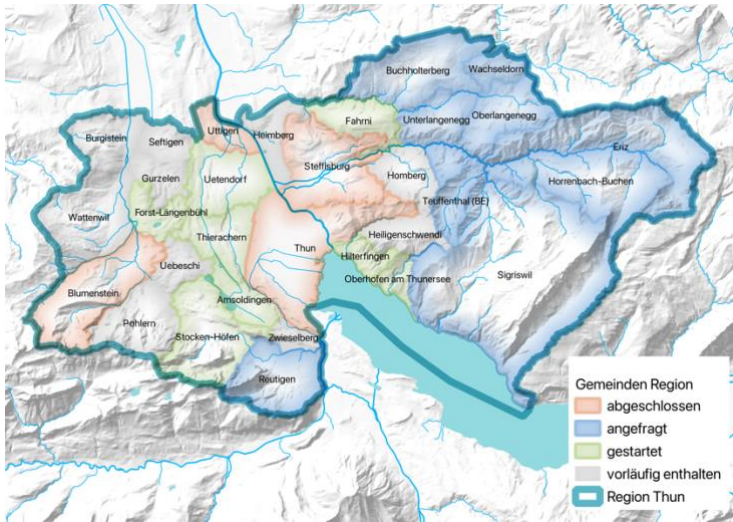 Buchholterberg
Wachseldorn
Uttigen
Fahrni
Unterlangenegg
Oberlangenegg
Burgistein
Seftigen
Heimberg
Eriz
Steffisburg
Gurzelen
Uetendorf
Homberg
Horrenbach-Buchen
Teuffenthal (BE)
Wattenwil
Forst-Längenbühl
Heiligenschwendi
Thierachern
Thun
Hilterfingen
Uebeschi
Oberhofen am Thunersee
Sigriswil
Blumenstein
Amsoldingen
Pohlern
Stocken-Höfen
Zwieselberg
Reutigen
Gemeinden Region
abgeschlossen
angefragt
gestartet
vorläufig enthalten
Region Thun